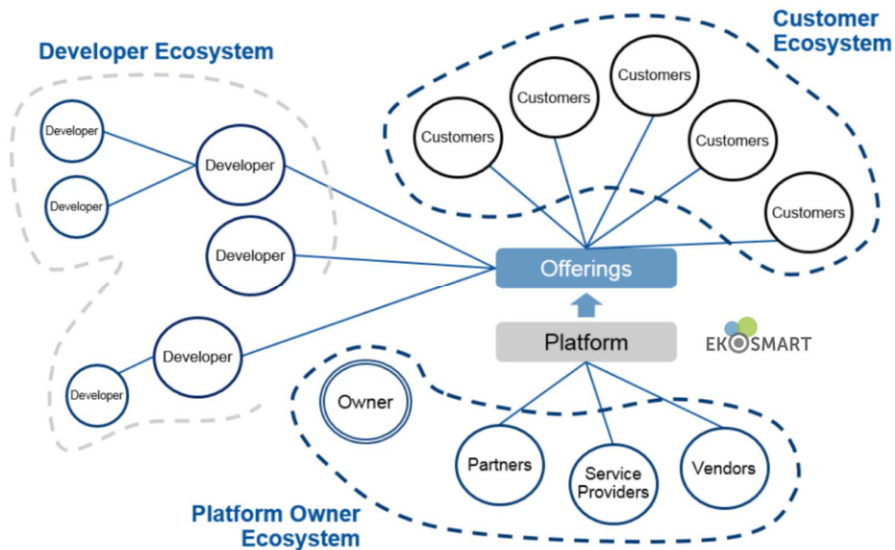 Developer Ecosystem
Customer
Ecosystem
Developer
Developer
Developer
Developer
Developer
Developer
Customers
Customers
Customers
Customers
Customers
Offerings
Platform
EKOSMART
Owner
Partners
Service
Providers
Vendors
Platform Owner
Ecosystem